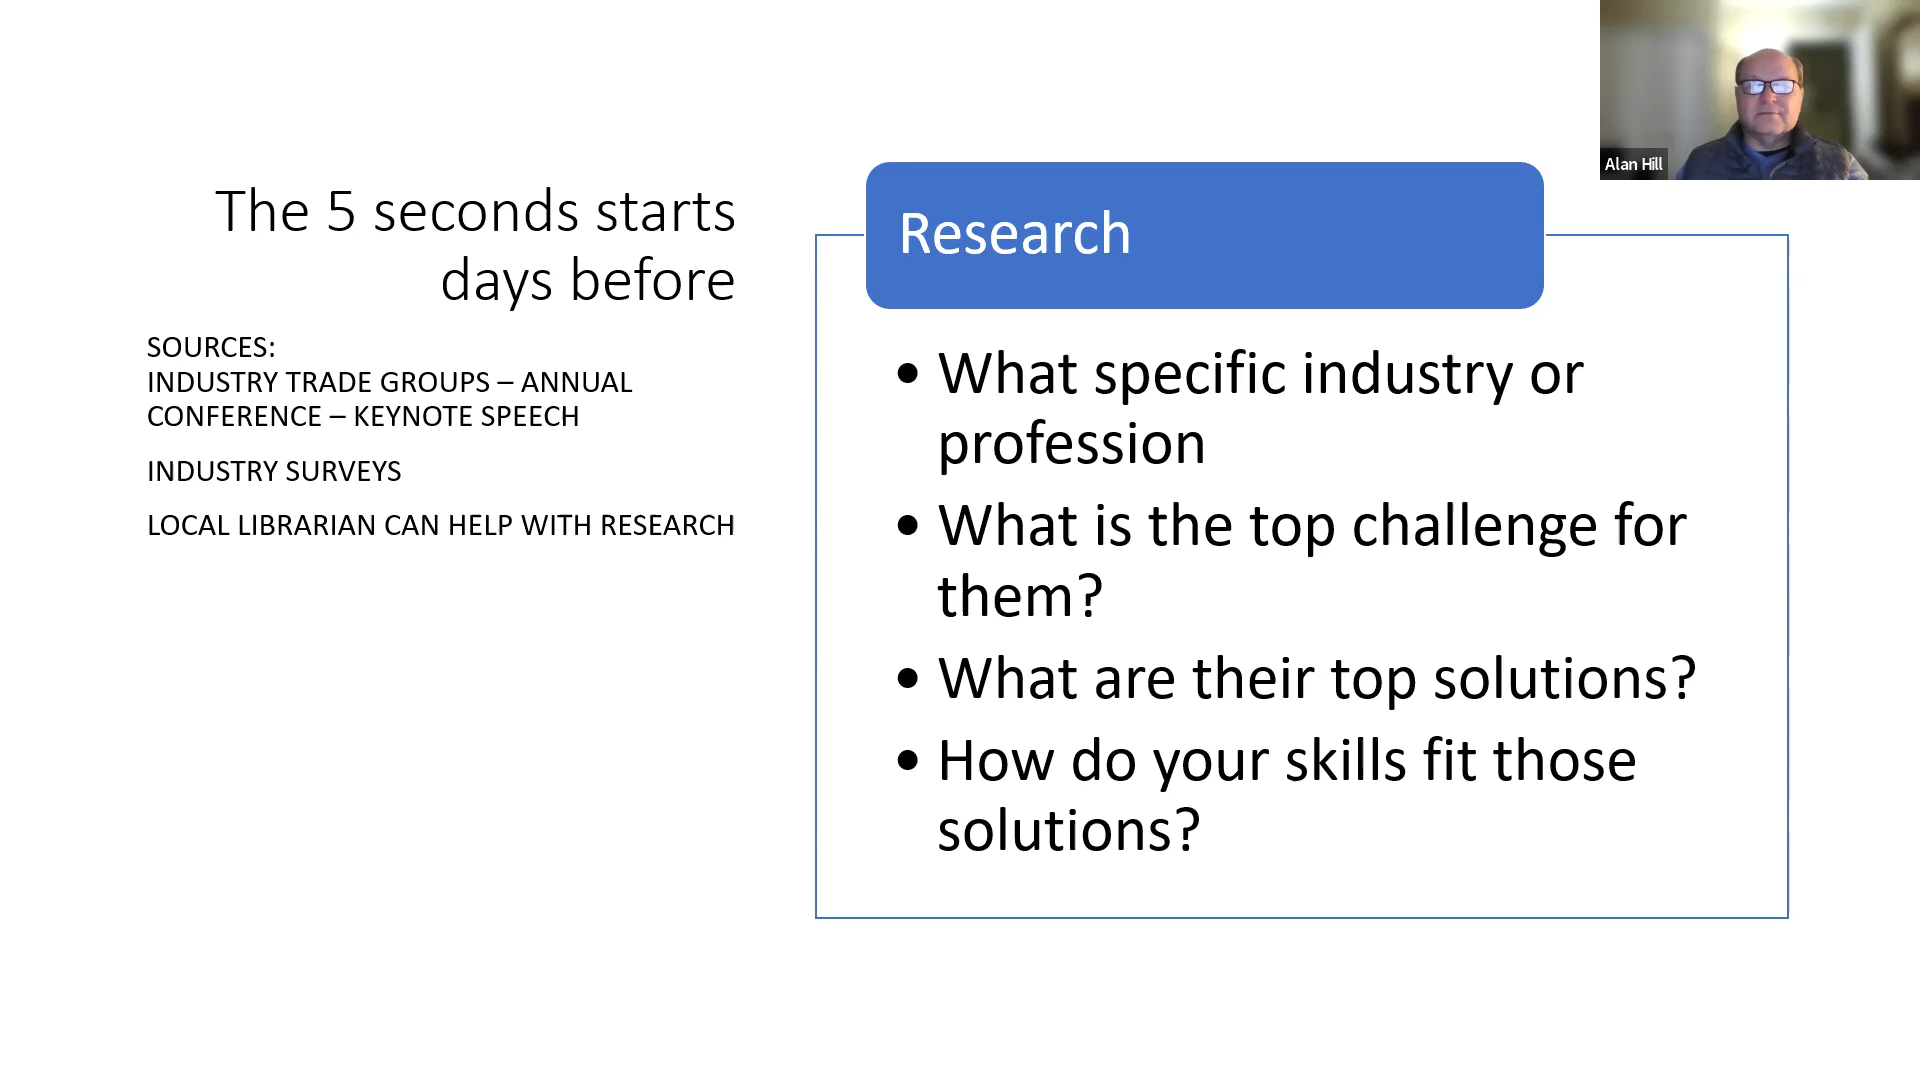 The 5 seconds starts
days before
SOURCES:
INDUSTRY TRADE GROUPS – ANNUAL
CONFERENCE – KEYNOTE SPEECH
INDUSTRY SURVEYS
LOCAL LIBRARIAN CAN HELP WITH RESEARCH
Research
• What specific industry or
profession
• What is the top challenge for
them?
• What are their top solutions?
• How do your skills fit those
solutions?
Alan Hill